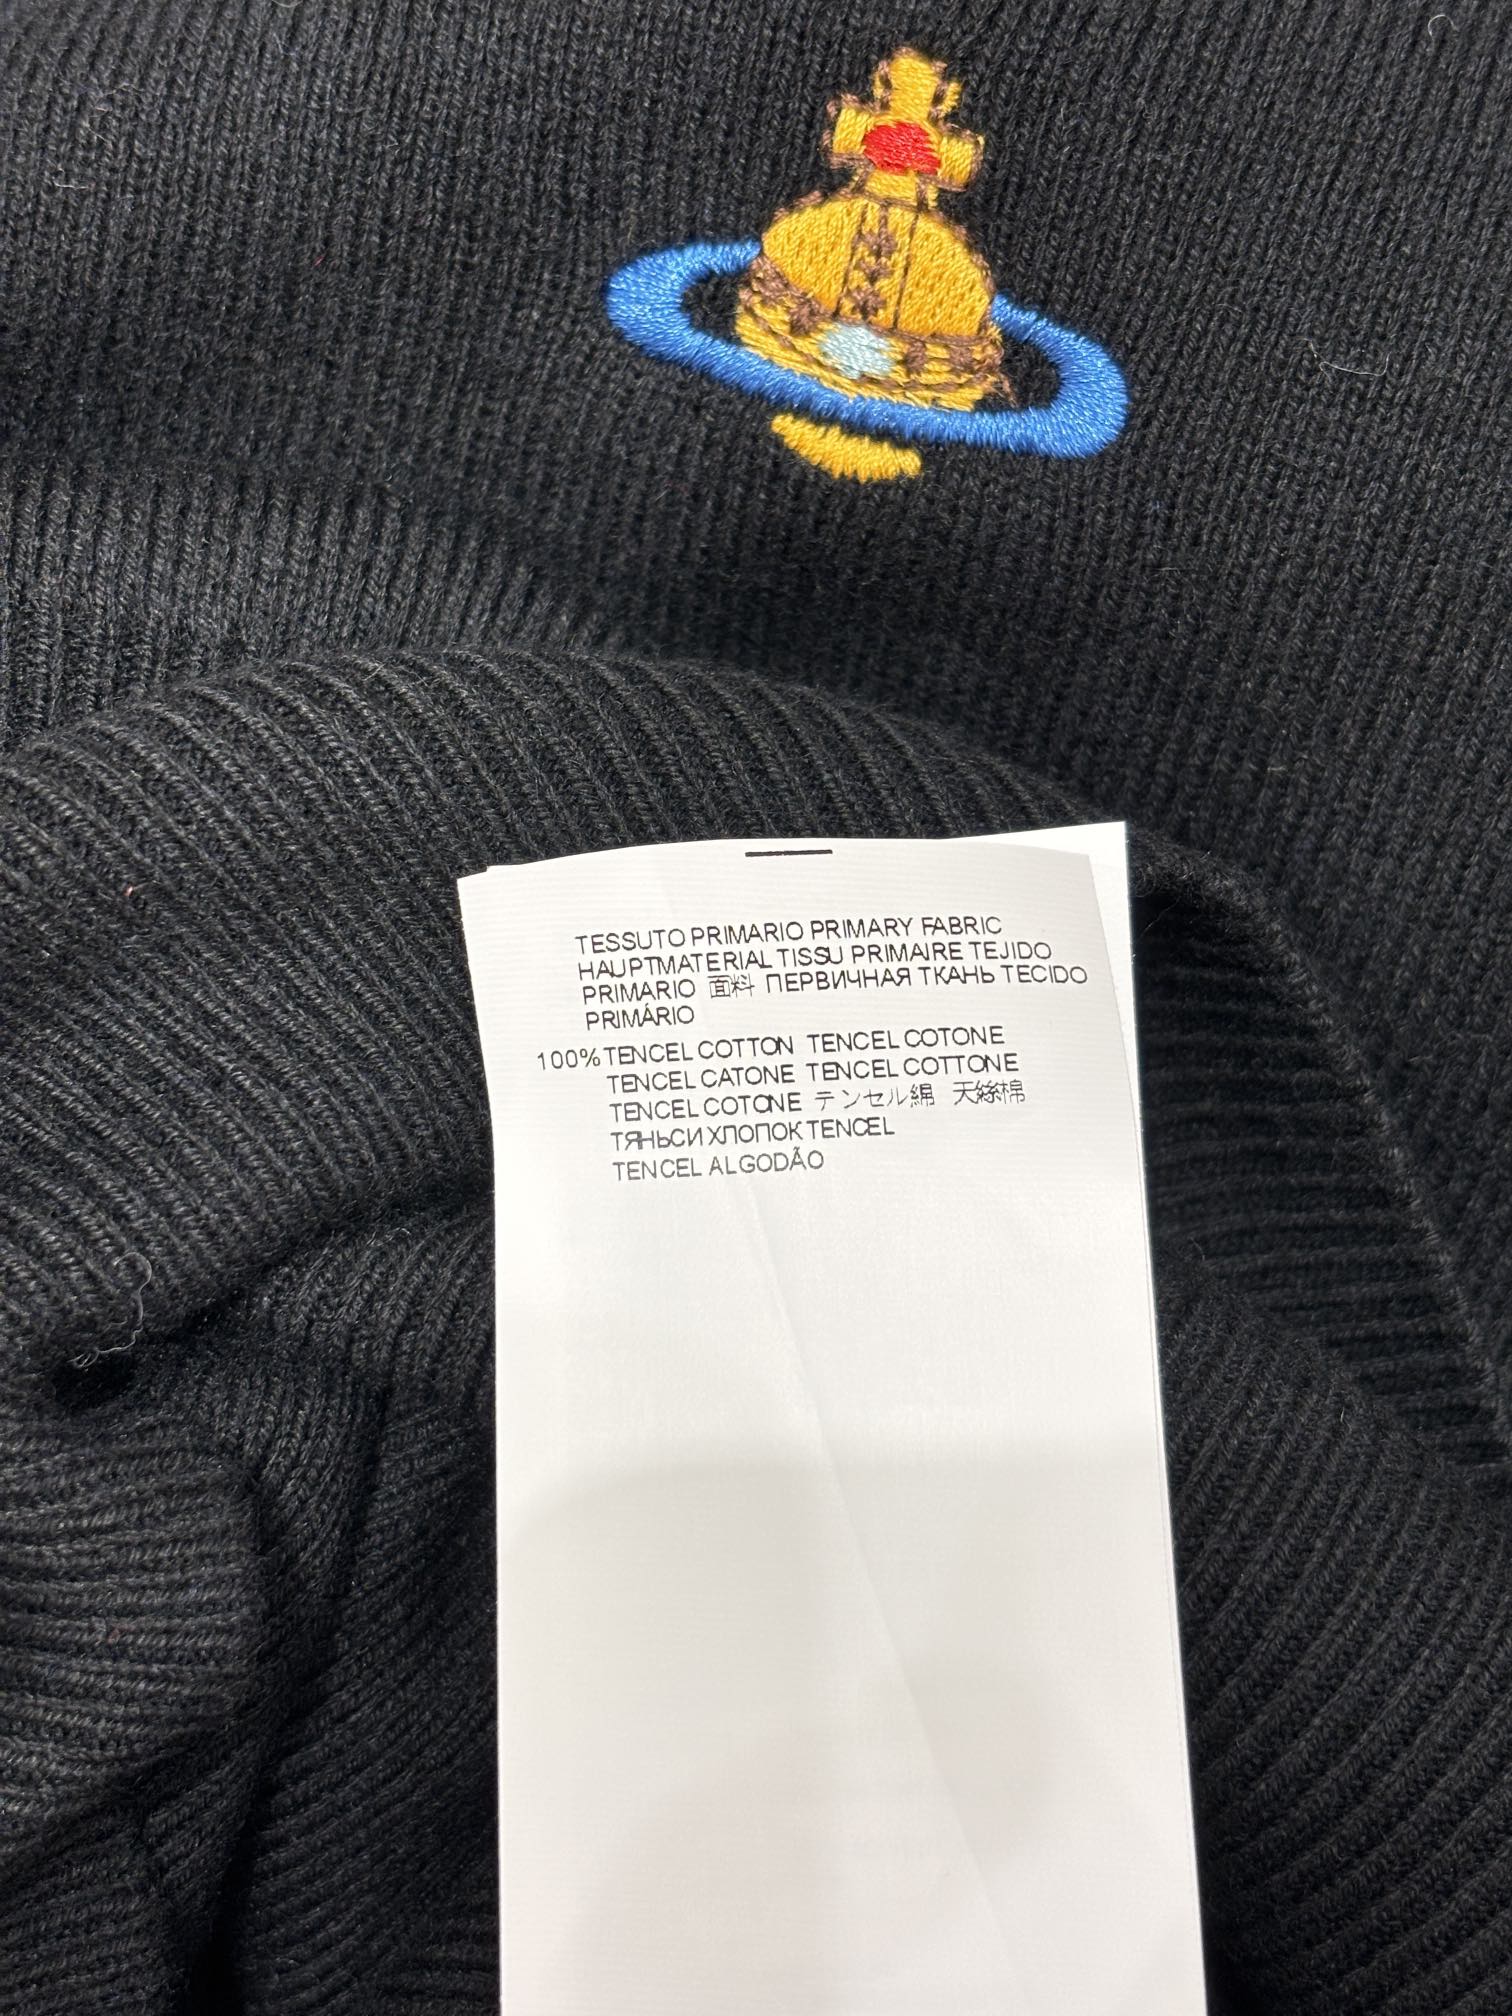 TESSUTO PRIMARIO PRIMARY FABRIC
HAUPTMATERIAL TISSU PRIMAIRE TEJIDO
PRIMARIO 面料 ПЕРВИЧНАЯ ТКАНЬ TECIDO
PRIMÁRIO
100% TENCEL COTTON TENCEL COTONE
TENCEL CATONE TENCEL COTTONE
TENCEL COTONE テンセル綿 天絲棉
ТЯНЬСИ ХЛОПОК TENCEL
TENCEL ALGODÃO